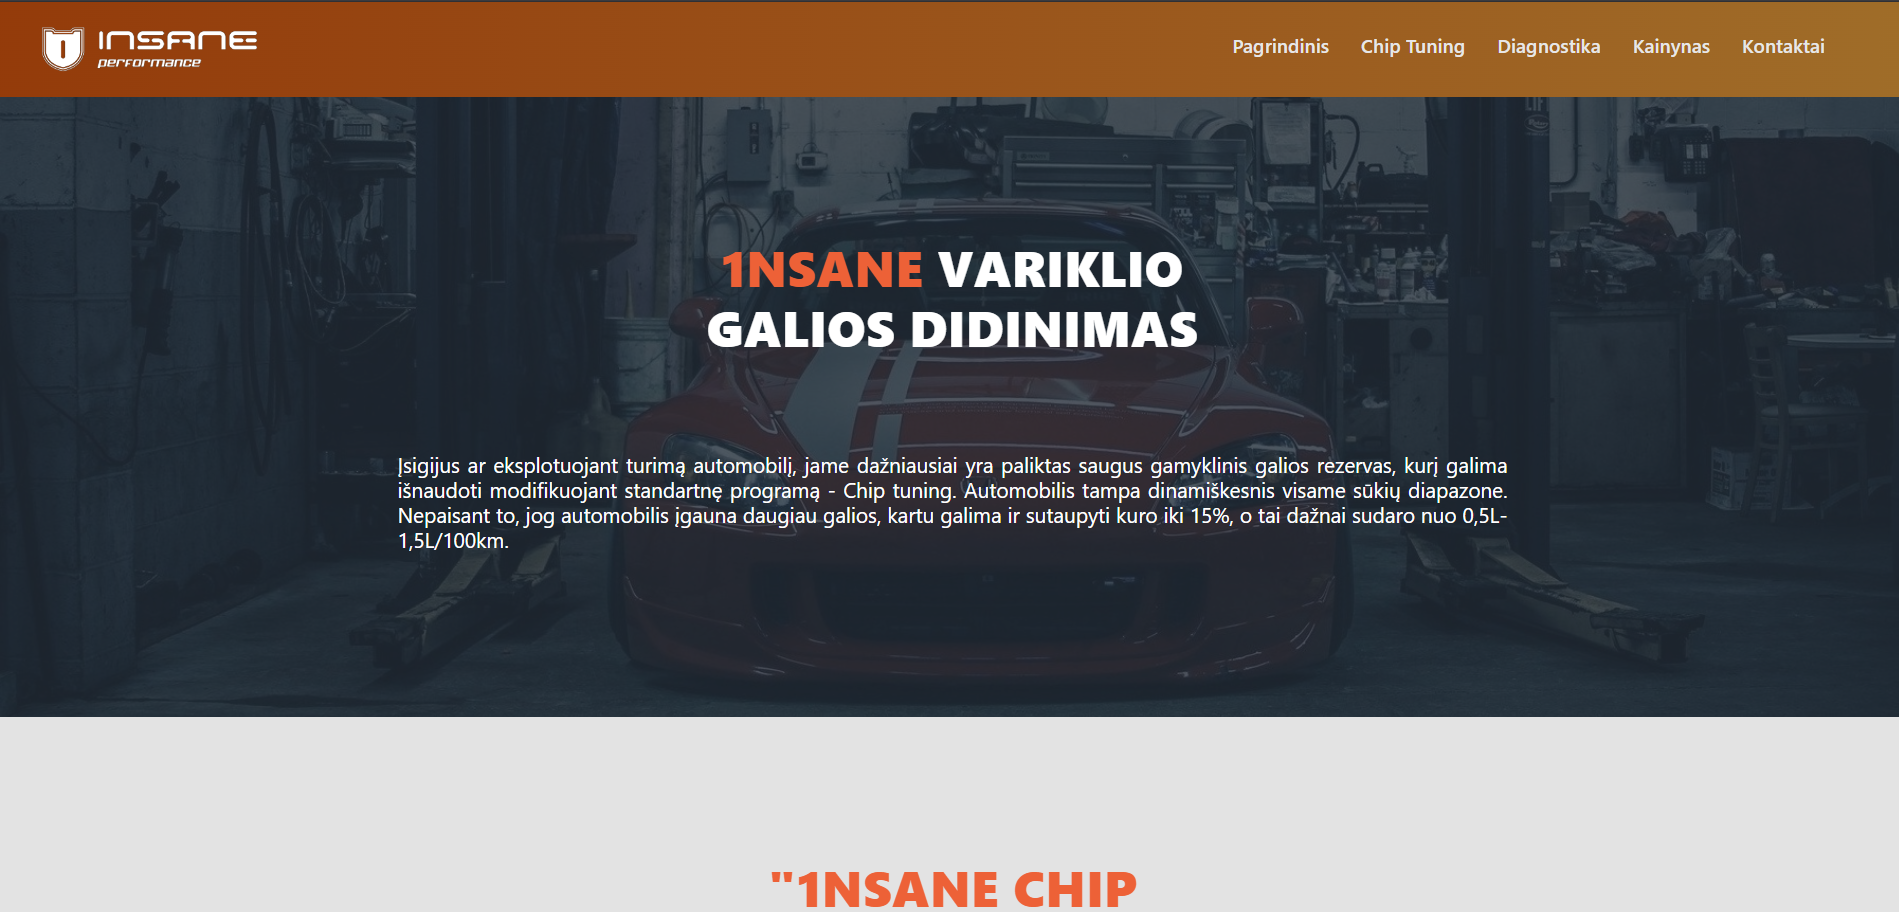 INSANE
performance
Pagrindinis Chip Tuning Diagnostika Kainynas Kontaktai
1NSANE VARIKLIO
GALIOS DIDINIMAS
Įsigijus ar eksplotuojant turimą automobilį, jame dažniausiai yra paliktas saugus gamyklinis galios rezervas, kurį galima
išnaudoti modifikuojant standartnę programą - Chip tuning. Automobilis tampa dinamiškesnis visame sūkių diapazone.
Nepaisant to, jog automobilis įgauna daugiau galios, kartu galima ir sutaupyti kuro iki 15%, o tai dažnai sudaro nuo 0,5L-
1,5L/100km.
"1NSANE CHIP